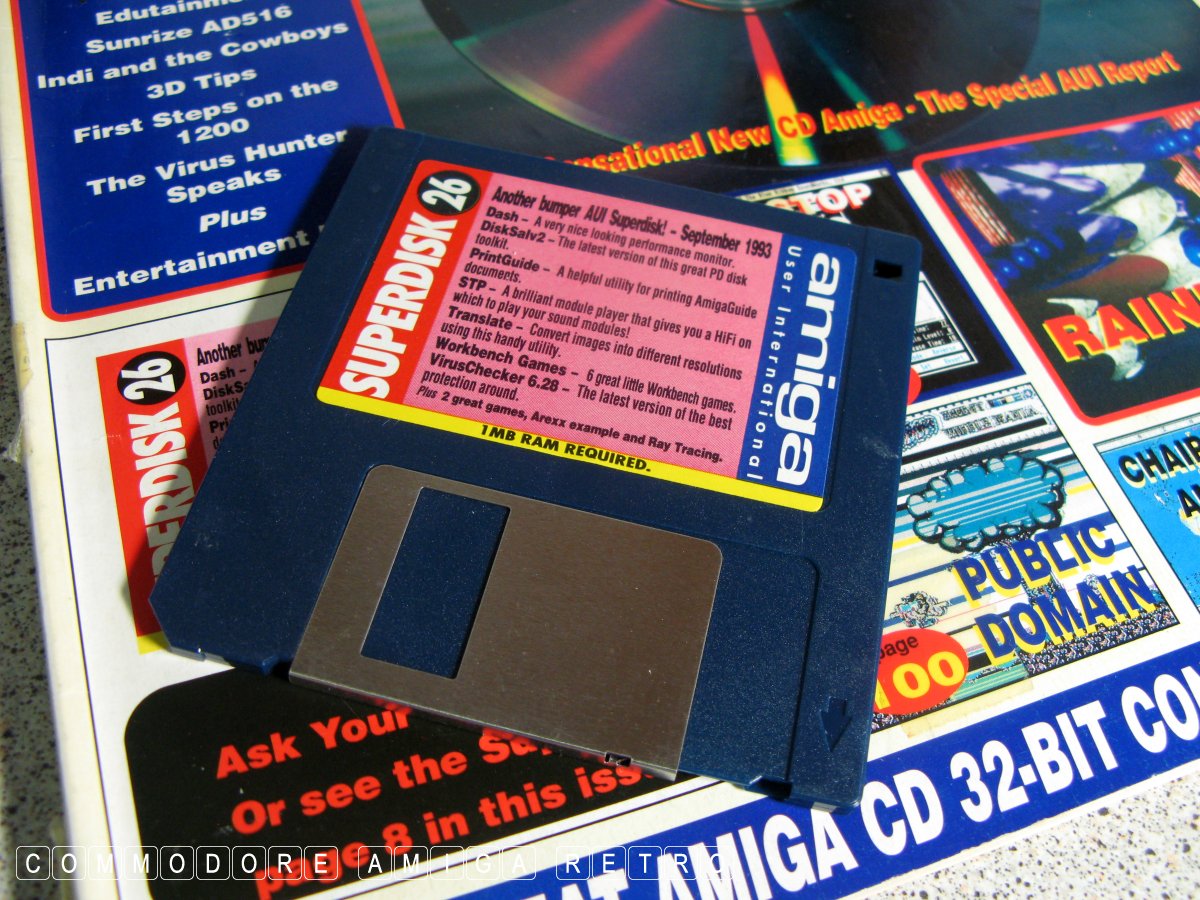 Sunrize AD516
Indi and the Cowboys
3D Tips
First Steps on the
1200
The Virus Hunter
Speaks
Plus
Entertainment
New CD Amiga - The Special AUI Report
STOP
SUPERDISK 26
Another bumper AUI Superdisk! - September 1993
Dash – A very nice looking performance monitor.
DiskSalv2 – The latest version of this great PD disk
toolkit.
PrintGuide – A helpful utility for printing AmigaGuide
documents.
STP – A brilliant module player that gives you a HiFi on
which to play your sound modules!
Translate – Convert images into different resolutions
using this handy utility.
Workbench Games – 6 great little Workbench games.
VirusChecker 6.28 – The latest version of the best
protection around.
Plus 2 great games, Arexx example and Ray Tracing.
1MB RAM REQUIRED.
amiga
User International
26
Another
Dash –
PUBLIC
DOMAIN
page
100
Ask Your
Or see the
page 8 in this
AMIGA CD 32-BIT
COMMODORE AMIGA RETRO